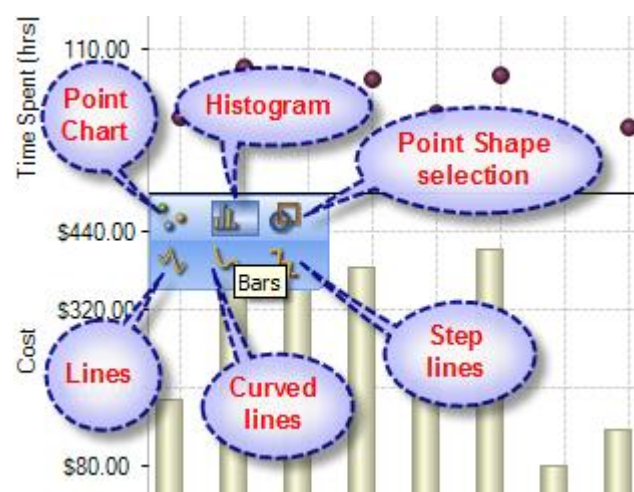 Time Spent [hrs]
110.00
Point
Chart
Histogram
Point Shape
selection
$440.00
Bars
$320.00
Cost
Lines
Curved
lines
Step
lines
$80.00